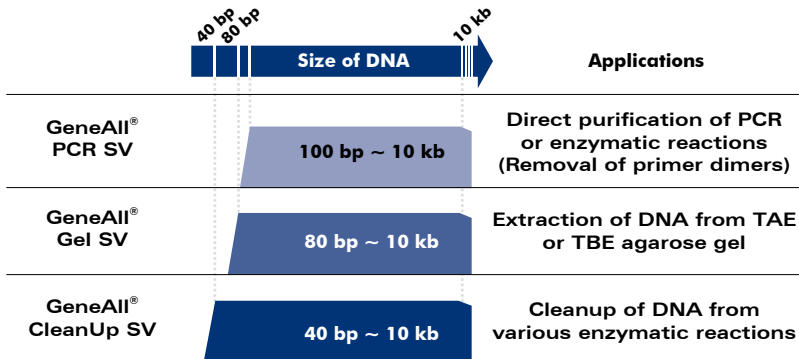 40 bp
80 bp
10 kb
Size of DNA
Applications
GeneAll®
PCR SV
100 bp ~ 10 kb
Direct purification of PCR
or enzymatic reactions
(Removal of primer dimers)
GeneAll®
Gel SV
80 bp ~ 10 kb
Extraction of DNA from TAE
or TBE agarose gel
GeneAll®
CleanUp SV
40 bp ~ 10 kb
Cleanup of DNA from
various enzymatic reactions